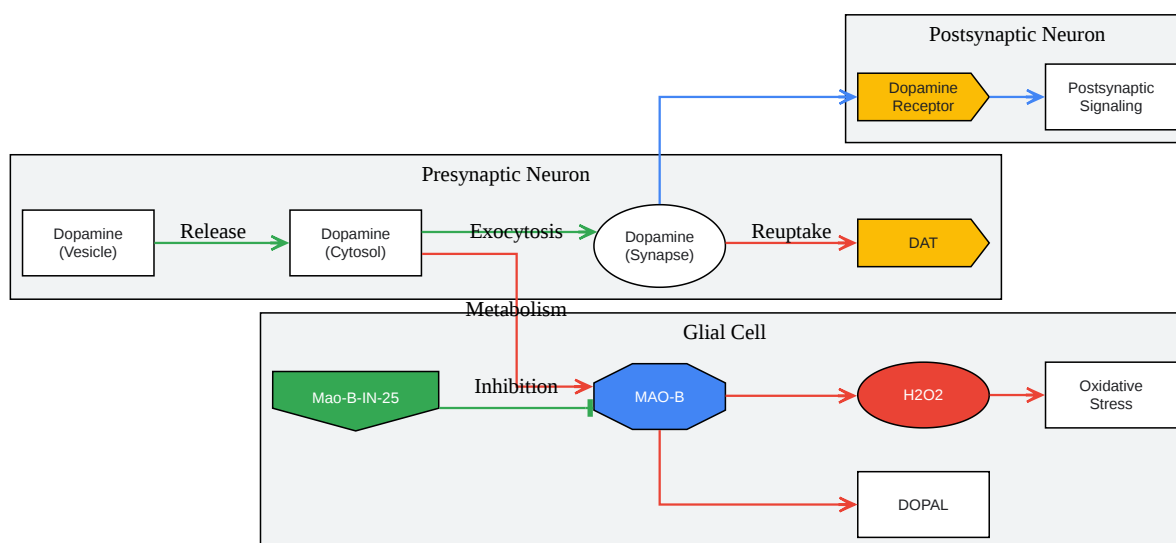 Postsynaptic Neuron
Dopamine
Receptor
Postsynaptic
Signaling
Presynaptic Neuron
Dopamine
(Vesicle)
Release
Dopamine
(Cytosol)
Exocytosis
Dopamine
(Synapse)
Reuptake
DAT
Metabolism
Glial Cell
Mao-B-IN-25
Inhibition
MAO-B
H2O2
Oxidative
Stress
DOPAL